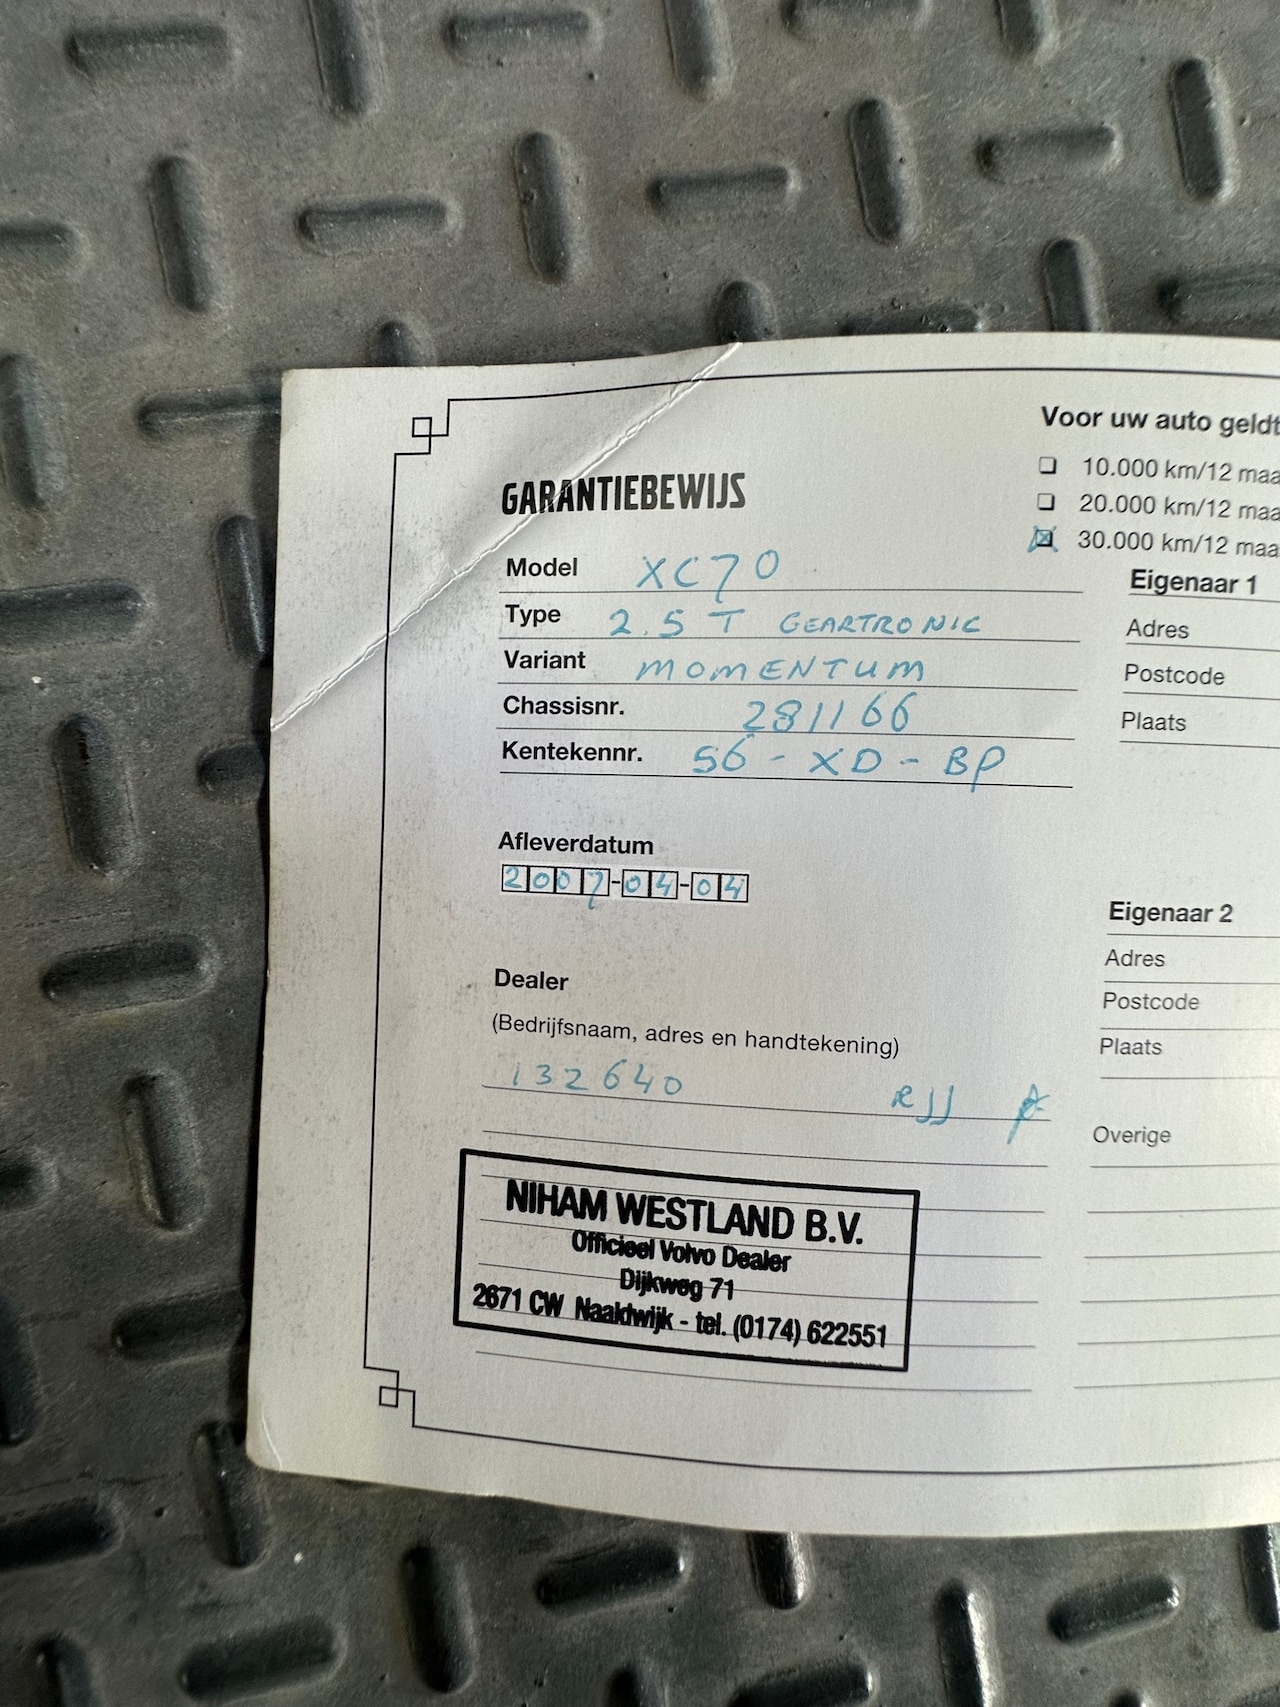 GARANTIEBEWIJS
Model XC70
Type 2.5 T GEARTRONIC
Variant MOMENTUM
Chassisnr. 281166
Kentekennr. 56-XD-BP
Afleverdatum
2007-04-04
Dealer
(Bedrijfsnaam, adres en handtekening)
132640 RJJ
NIHAM WESTLAND B.V.
Officieel Volvo Dealer
Dijkweg 71
2671 CW Naaldwijk - tel. (0174) 622551
Voor uw auto geldt
10.000 km/12 maa
20.000 km/12 maa
30.000 km/12 maa
Eigenaar 1
Adres
Postcode
Plaats
Eigenaar 2
Adres
Postcode
Plaats
Overige